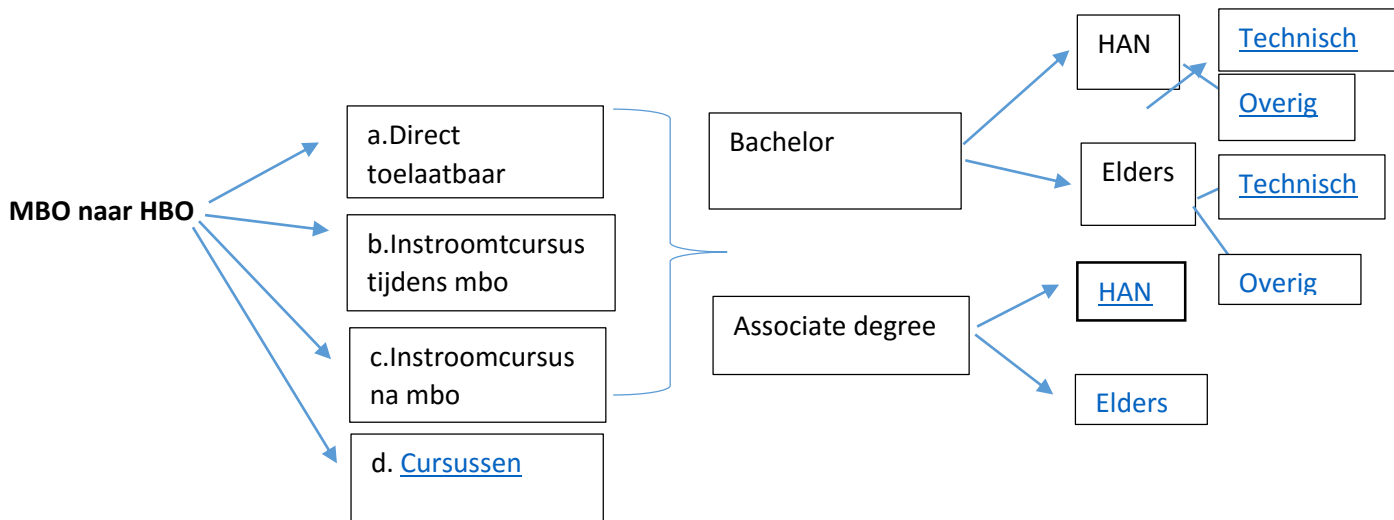 MBO naar HBO
a.Direct
toelaatbaar
b.Instroomtcursus
tijdens mbo
c.Instroomcursus
na mbo
d. Cursussen
Bachelor
Associate degree
HAN
Technisch
Overig
Elders
Technisch
Overig
HAN
Elders